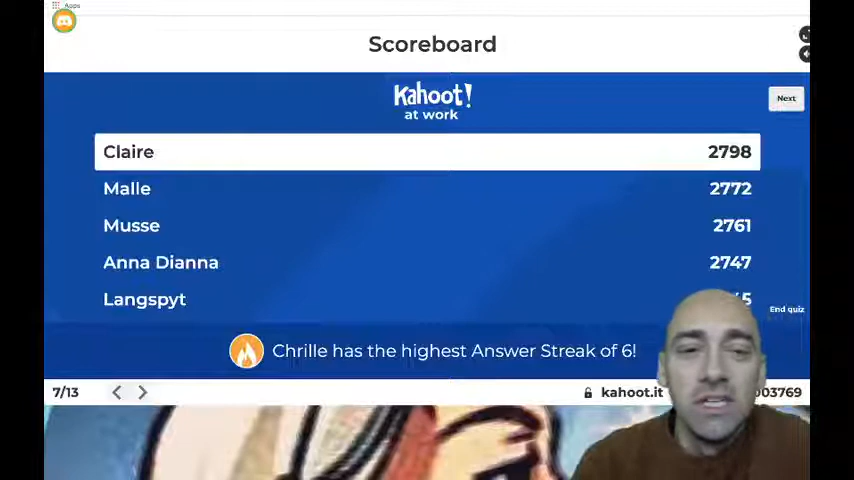 Apps
Scoreboard
Kahoot!
at work
Next
Claire 2798
Malle 2772
Musse 2761
Anna Dianna 2747
Langspyt
End quiz
Chrille has the highest Answer Streak of 6!
7/13
kahoot.it